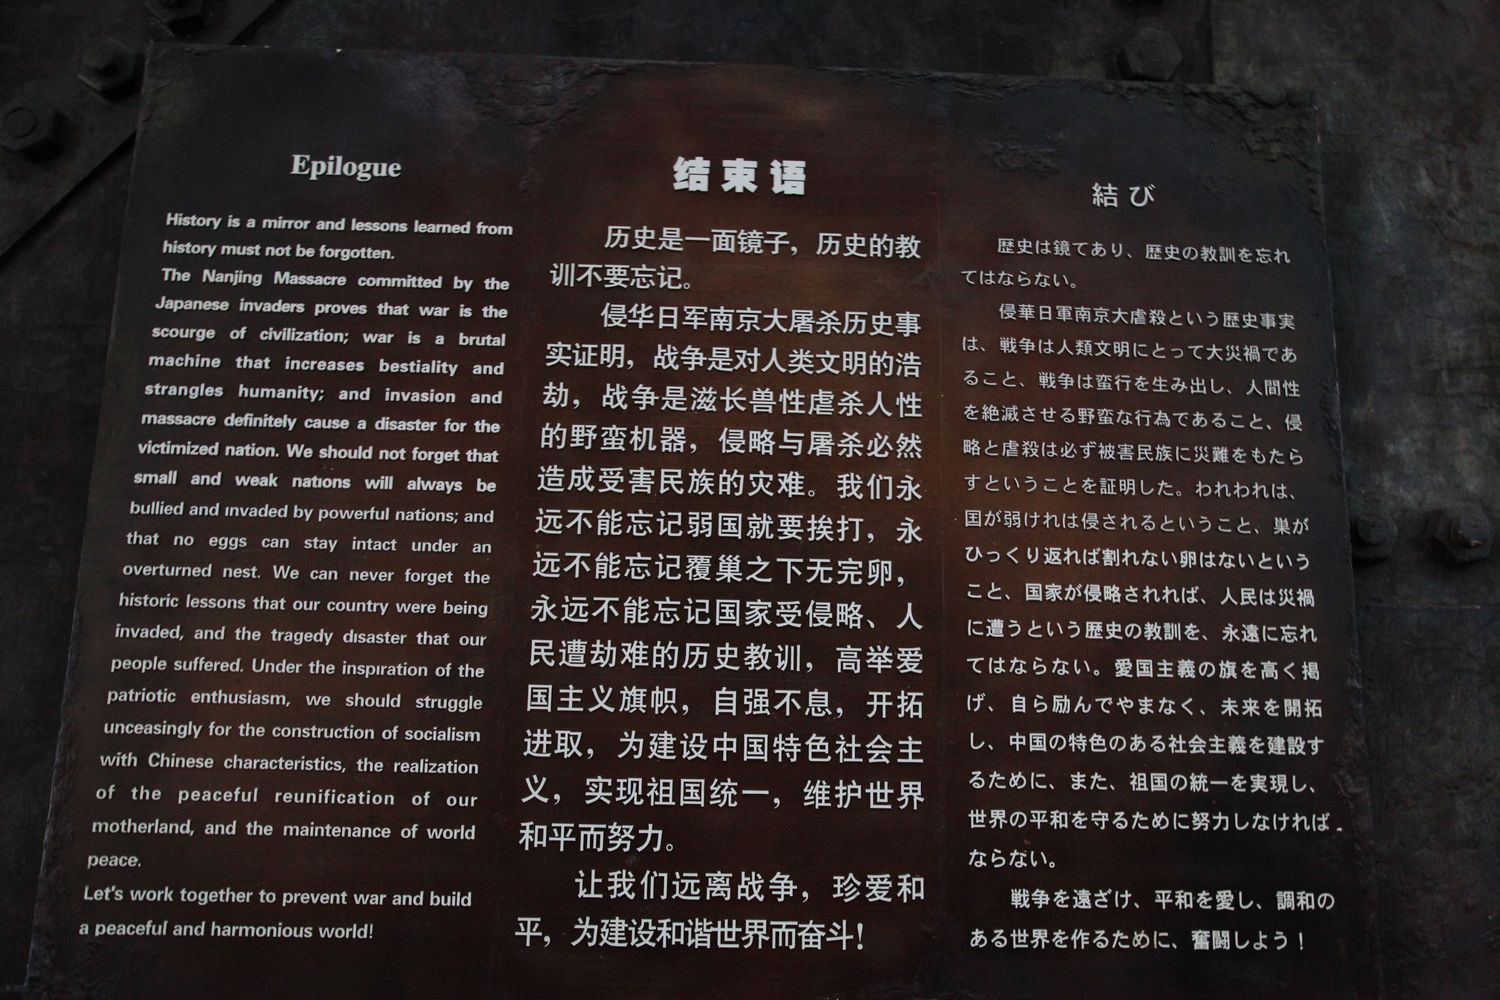 Epilogue
History is a mirror and lessons learned from
history must not be forgotten.
The Nanjing Massacre committed by the
Japanese invaders proves that war is the
scourge of civilization; war is a brutal
machine that increases bestiality and
strangles humanity; and invasion and
massacre definitely cause a disaster for the
victimized nation. We should not forget that
small and weak nations will always be
bullied and invaded by powerful nations; and
that no eggs can stay intact under an
overturned nest. We can never forget the
historic lessons that our country were being
invaded, and the tragedy disaster that our
people suffered. Under the inspiration of the
patriotic enthusiasm, we should struggle
unceasingly for the construction of socialism
with Chinese characteristics, the realization
of the peaceful reunification of our
motherland, and the maintenance of world
peace.
Let's work together to prevent war and build
a peaceful and harmonious world!
结束语
历史是一面镜子，历史的教
训不要忘记。
侵华日军南京大屠杀历史事
实证明，战争是对人类文明的浩
劫，战争是滋长兽性虐杀人性
的野蛮机器，侵略与屠杀必然
造成受害民族的灾难。我们永
远不能忘记弱国就要挨打，永
远不能忘记覆巢之下无完卵，
永远不能忘记国家受侵略、人
民遭劫难的历史教训，高举爱
国主义旗帜，自强不息，开拓
进取，为建设中国特色社会主
义，实现祖国统一，维护世界
和平而努力。
让我们远离战争，珍爱和
平，为建设和谐世界而奋斗！
結び
歴史は鏡であり、歴史の教訓を忘れ
てはならない。
侵華日軍南京大虐殺という歴史事実
は、戦争は人類文明にとって大災禍であ
ること、戦争は蛮行を生み出し、人間性
を絶滅させる野蛮な行為であること、侵
略と虐殺は必ず被害民族に災難をもたら
すということを証明した。われわれは、
国が弱ければ侵されるということ、巣が
ひっくり返れば割れない卵はないという
こと、国家が侵略されれば、人民は災禍
に遭うという歴史の教訓を、永遠に忘れ
てはならない。愛国主義の旗を高く掲
げ、自ら励んでやまなく、未来を開拓
し、中国の特色のある社会主義を建設す
るために、また、祖国の統一を実現し、
世界の平和を守るために努力しなければ
ならない。
戦争を遠ざけ、平和を愛し、調和の
ある世界を作るために、奮闘しよう！